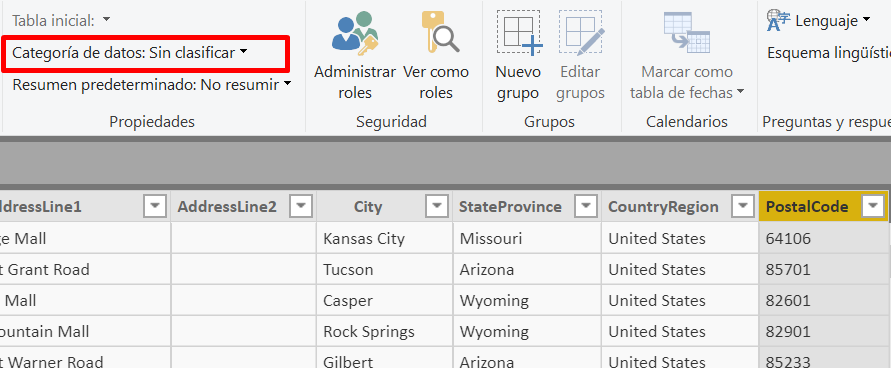 Tabla inicial:
Categoría de datos: Sin clasificar
Resumen predeterminado: No resumir
Propiedades
Administrar roles
Ver como roles
Seguridad
Nuevo grupo
Editar grupos
Grupos
Marcar como tabla de fechas
Calendarios
Lenguaje
Esquema lingüíst
Preguntas y respue
ddressLine1 AddressLine2 City StateProvince CountryRegion PostalCode
ge Mall Kansas City Missouri United States 64106
t Grant Road Tucson Arizona United States 85701
Mall Casper Wyoming United States 82601
ountain Mall Rock Springs Wyoming United States 82901
t Warner Road Gilbert Arizona United States 85233